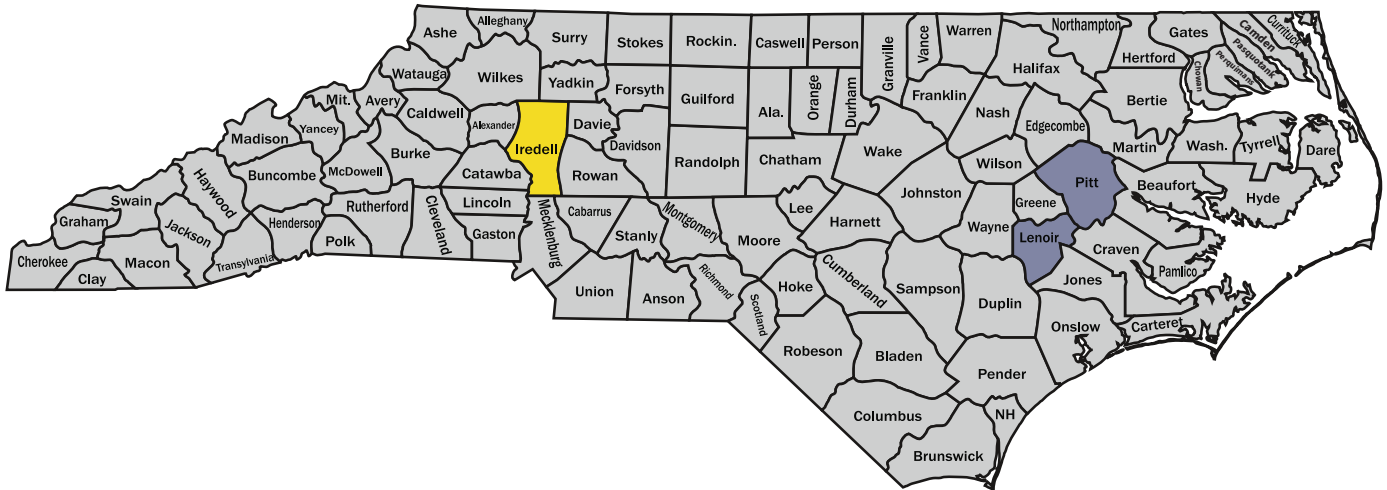 Ashe
Alleghany
Surry
Stokes
Rockin.
Caswell
Person
Granville
Vance
Warren
Northampton
Gates
Camden
Currituck
Pasquotank
Perquimans
Chowan
Hertford
Halifax
Watauga
Wilkes
Yadkin
Forsyth
Guilford
Ala.
Orange
Durham
Franklin
Nash
Bertie
Mit.
Avery
Caldwell
Alexander
Iredell
Davie
Davidson
Edgecombe
Martin
Wash.
Tyrrell
Dare
Madison
Yancey
Burke
Catawba
Rowan
Randolph
Chatham
Wake
Wilson
Pitt
Beaufort
Hyde
Haywood
Buncombe
McDowell
Johnston
Greene
Swain
Rutherford
Cleveland
Lincoln
Mecklenburg
Cabarrus
Montgomery
Lee
Harnett
Wayne
Lenoir
Craven
Pamlico
Graham
Jackson
Henderson
Polk
Gaston
Stanly
Moore
Cherokee
Clay
Macon
Transylvania
Union
Anson
Richmond
Scotland
Hoke
Cumberland
Sampson
Duplin
Jones
Onslow
Carteret
Robeson
Bladen
Pender
Columbus
NH
Brunswick